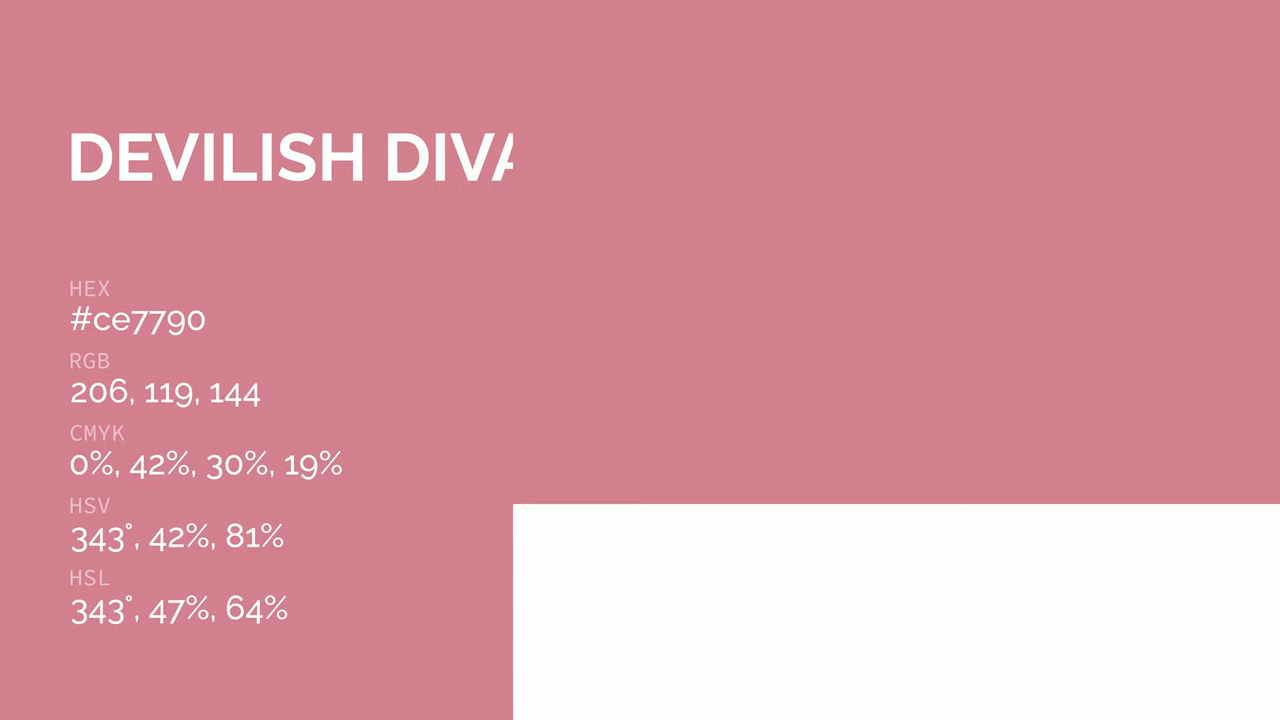 DEVILISH DIVA
HEX
#ce7790
RGB
206, 119, 144
CMYK
0%, 42%, 30%, 19%
HSV
343°, 42%, 81%
HSL
343°, 47%, 64%